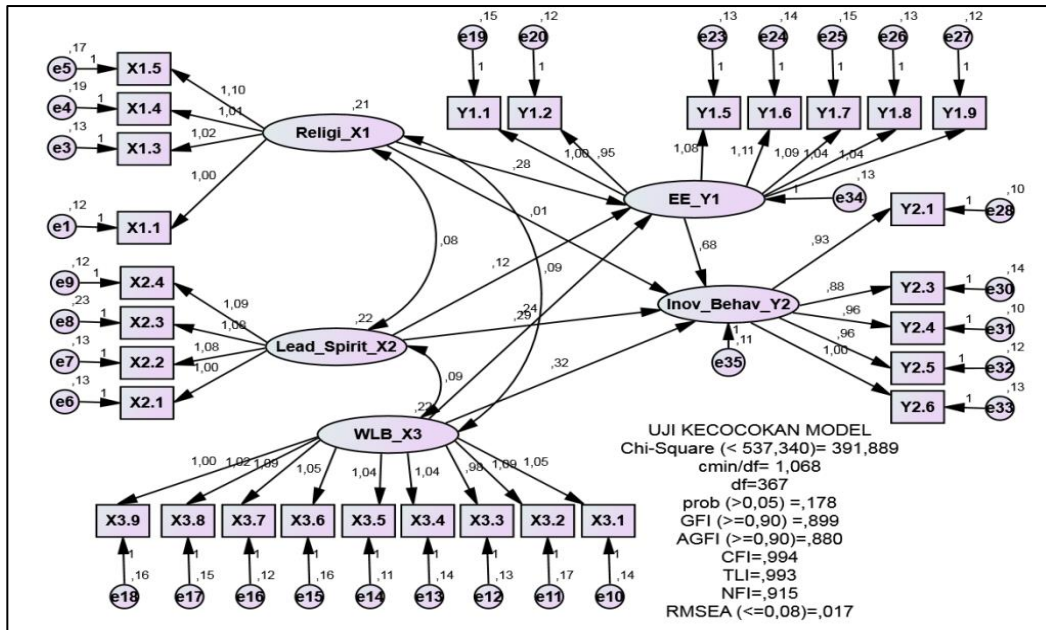 ,17
e5
1
X1.5
,19
e4
1
X1.4
,13
e3
1
X1.3
,12
e1
1
X1.1
1,10
1,01
1,02
1,00
,21
Religi_X1
,15
e19
1
Y1.1
,12
e20
1
Y1.2
,13
e23
1
Y1.5
,14
e24
1
Y1.6
,15
e25
1
Y1.7
,13
e26
1
Y1.8
,12
e27
1
Y1.9
1,00
,95
1,08
1,11
1,09
1,04
1,04
EE_Y1
1
,13
e34
,28
,01
,08
,12
,09
,68
,24
,29
,32
,09
,12
e9
1
X2.4
,23
e8
1
X2.3
,13
e7
1
X2.2
,13
e6
1
X2.1
1,09
1,08
1,00
,22
Lead_Spirit_X2
Inov_Behav_Y2
1
,11
e35
,93
,88
,96
,96
1,00
Y2.1
1
,10
e28
Y2.3
1
,14
e30
Y2.4
1
,10
e31
Y2.5
1
,12
e32
Y2.6
1
,13
e33
,22
WLB_X3
1,00
1,02
1,09
1,05
1,04
1,04
,98
1,09
1,05
X3.9
X3.8
X3.7
X3.6
X3.5
X3.4
X3.3
X3.2
X3.1
1
1
1
1
1
1
1
1
1
,16
,15
,12
,16
,11
,14
,13
,17
,14
e18
e17
e16
e15
e14
e13
e12
e11
e10
UJI KECOCOKAN MODEL
Chi-Square (< 537,340)= 391,889
cmin/df= 1,068
df=367
prob (>0,05) =,178
GFI (>=0,90) =,899
AGFI (>=0,90)=,880
CFI=,994
TLI=,993
NFI=,915
RMSEA (<=0,08)=,017